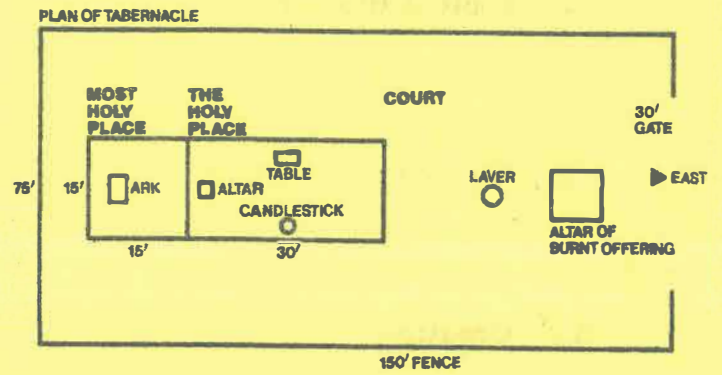 PLAN OF TABERNACLE
MOST
HOLY
PLACE
THE
HOLY
PLACE
COURT
30'
GATE
75'
15'
ARK
ALTAR
TABLE
CANDLESTICK
LAVER
EAST
ALTAR OF
BURNT OFFERING
15'
30'
150' FENCE